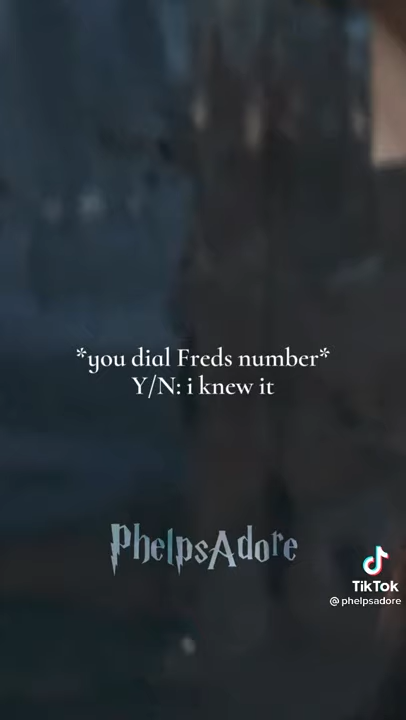 *you dial Freds number*
Y/N: i knew it
PhelpsAdore
TikTok
@ phelpsadore